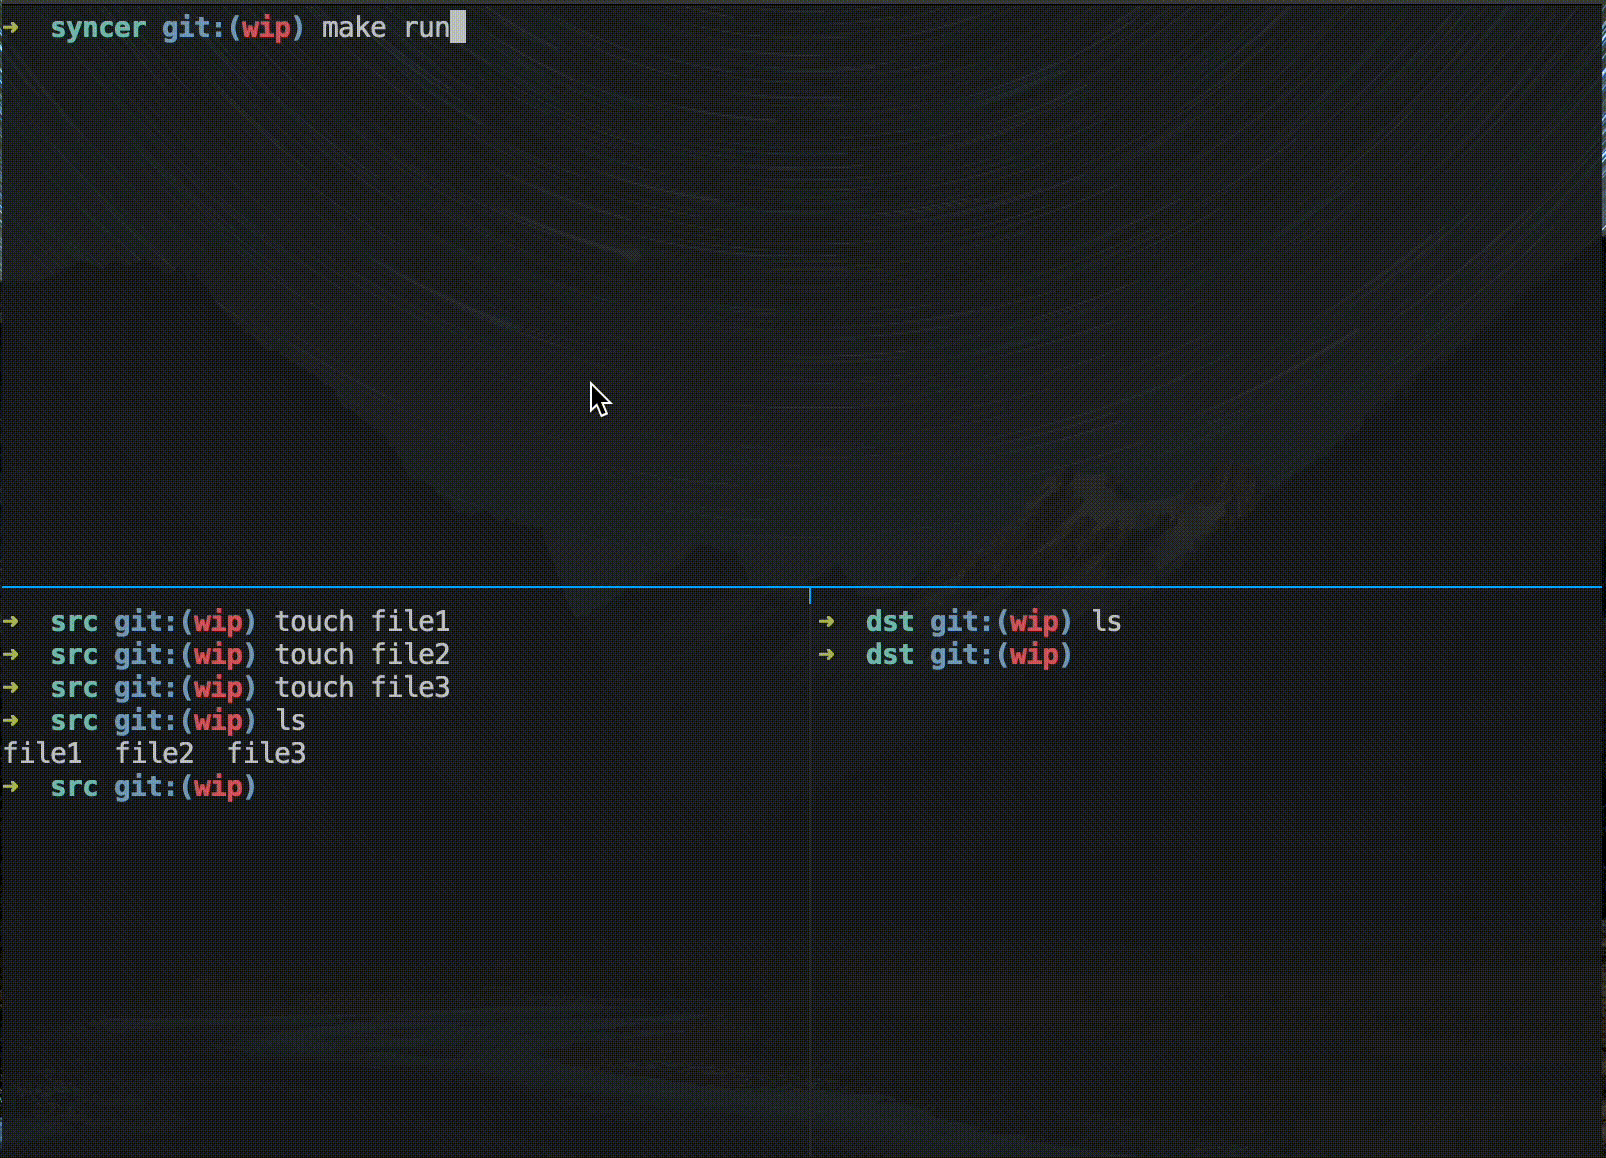 ➜  syncer git:(wip) make run
➜  src git:(wip) touch file1
➜  src git:(wip) touch file2
➜  src git:(wip) touch file3
➜  src git:(wip) ls
file1  file2  file3
➜  src git:(wip)
➜  dst git:(wip) ls
➜  dst git:(wip)